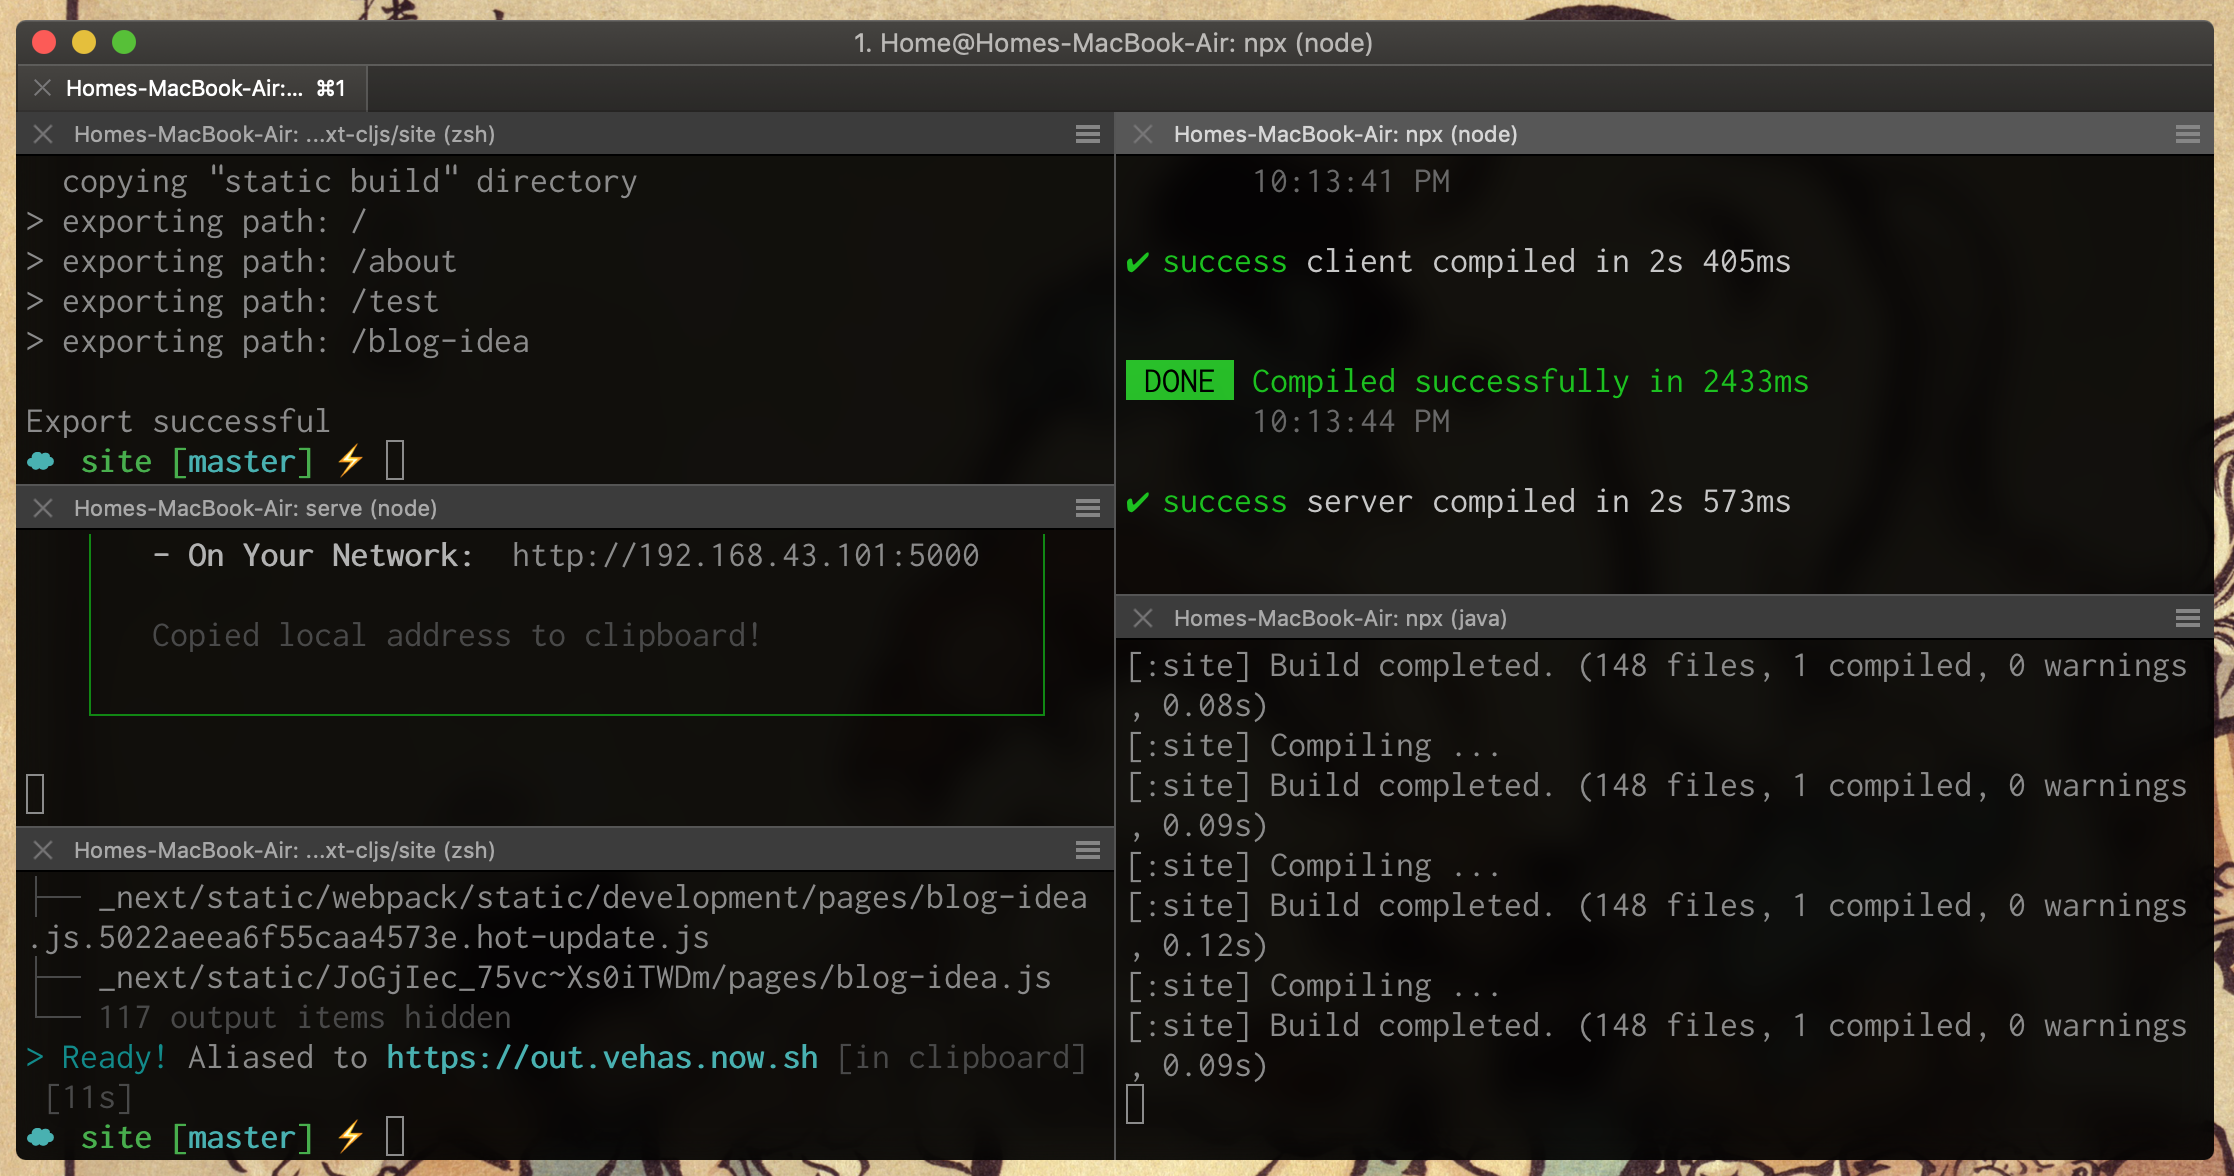 1. Home@Homes-MacBook-Air: npx (node)
Homes-MacBook-Air:... ⌘1
Homes-MacBook-Air: ...xt-cljs/site (zsh)
copying "static build" directory
> exporting path: /
> exporting path: /about
> exporting path: /test
> exporting path: /blog-idea
Export successful
site [master] ⚡
Homes-MacBook-Air: serve (node)
- On Your Network: http://192.168.43.101:5000
Copied local address to clipboard!
Homes-MacBook-Air: ...xt-cljs/site (zsh)
├── _next/static/webpack/static/development/pages/blog-idea
.js.5022aeea6f55caa4573e.hot-update.js
├── _next/static/JoGjIec_75vc~Xs0iTWDm/pages/blog-idea.js
└── 117 output items hidden
> Ready! Aliased to https://out.vehas.now.sh [in clipboard]
[11s]
site [master] ⚡
Homes-MacBook-Air: npx (node)
10:13:41 PM
✔ success client compiled in 2s 405ms
DONE Compiled successfully in 2433ms
10:13:44 PM
✔ success server compiled in 2s 573ms
Homes-MacBook-Air: npx (java)
[:site] Build completed. (148 files, 1 compiled, 0 warnings
, 0.08s)
[:site] Compiling ...
[:site] Build completed. (148 files, 1 compiled, 0 warnings
, 0.09s)
[:site] Compiling ...
[:site] Build completed. (148 files, 1 compiled, 0 warnings
, 0.12s)
[:site] Compiling ...
[:site] Build completed. (148 files, 1 compiled, 0 warnings
, 0.09s)